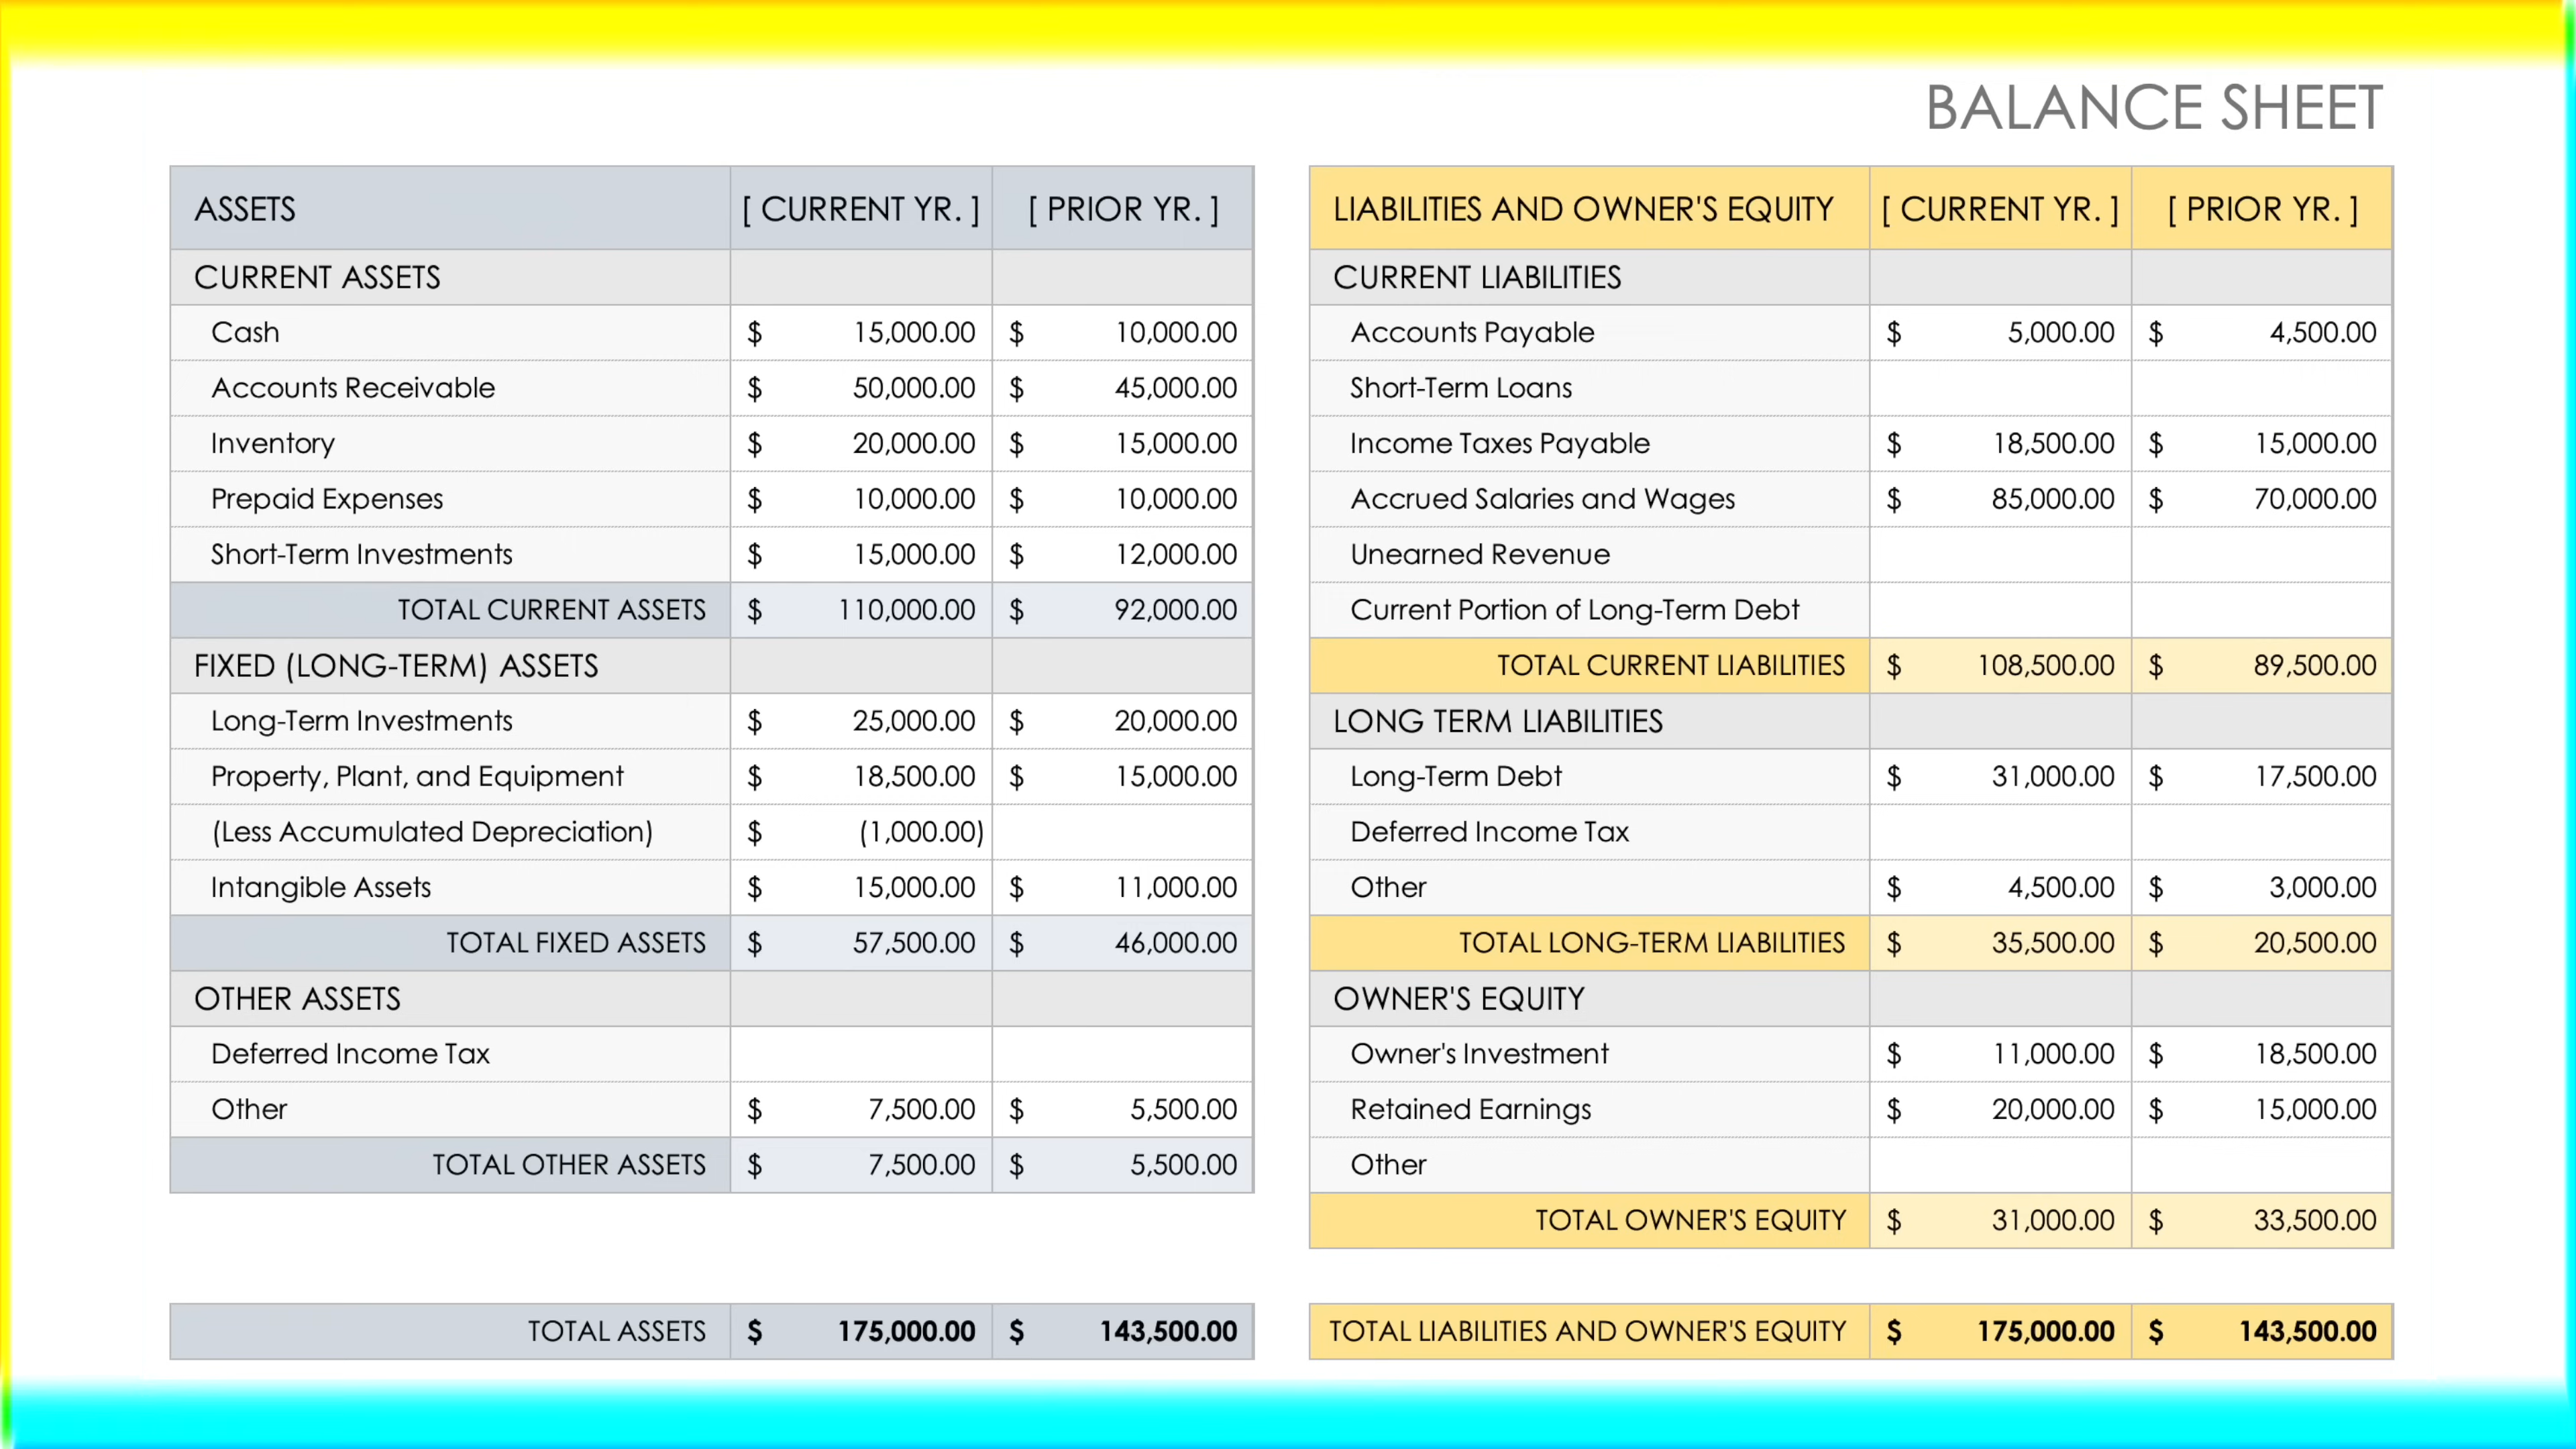 BALANCE SHEET
ASSETS [ CURRENT YR. ] [ PRIOR YR. ]
CURRENT ASSETS
Cash $ 15,000.00 $ 10,000.00
Accounts Receivable $ 50,000.00 $ 45,000.00
Inventory $ 20,000.00 $ 15,000.00
Prepaid Expenses $ 10,000.00 $ 10,000.00
Short-Term Investments $ 15,000.00 $ 12,000.00
TOTAL CURRENT ASSETS $ 110,000.00 $ 92,000.00
FIXED (LONG-TERM) ASSETS
Long-Term Investments $ 25,000.00 $ 20,000.00
Property, Plant, and Equipment $ 18,500.00 $ 15,000.00
(Less Accumulated Depreciation) $ (1,000.00)
Intangible Assets $ 15,000.00 $ 11,000.00
TOTAL FIXED ASSETS $ 57,500.00 $ 46,000.00
OTHER ASSETS
Deferred Income Tax
Other $ 7,500.00 $ 5,500.00
TOTAL OTHER ASSETS $ 7,500.00 $ 5,500.00
TOTAL ASSETS $ 175,000.00 $ 143,500.00
LIABILITIES AND OWNER'S EQUITY [ CURRENT YR. ] [ PRIOR YR. ]
CURRENT LIABILITIES
Accounts Payable $ 5,000.00 $ 4,500.00
Short-Term Loans
Income Taxes Payable $ 18,500.00 $ 15,000.00
Accrued Salaries and Wages $ 85,000.00 $ 70,000.00
Unearned Revenue
Current Portion of Long-Term Debt
TOTAL CURRENT LIABILITIES $ 108,500.00 $ 89,500.00
LONG TERM LIABILITIES
Long-Term Debt $ 31,000.00 $ 17,500.00
Deferred Income Tax
Other $ 4,500.00 $ 3,000.00
TOTAL LONG-TERM LIABILITIES $ 35,500.00 $ 20,500.00
OWNER'S EQUITY
Owner's Investment $ 11,000.00 $ 18,500.00
Retained Earnings $ 20,000.00 $ 15,000.00
Other
TOTAL OWNER'S EQUITY $ 31,000.00 $ 33,500.00
TOTAL LIABILITIES AND OWNER'S EQUITY $ 175,000.00 $ 143,500.00